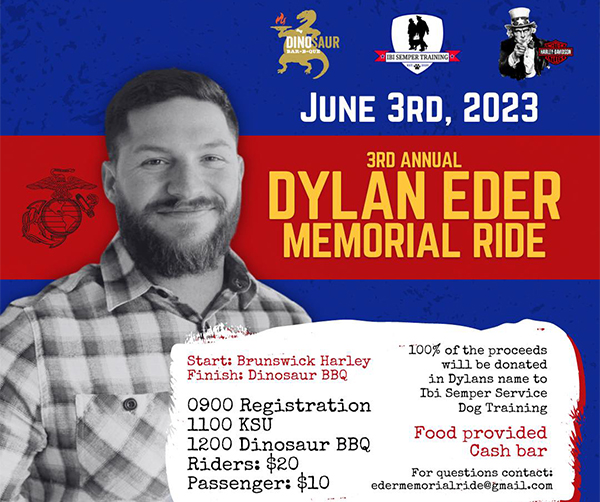 DINOSAUR
BAR-B-QUE
IBI SEMPER TRAINING
HARLEY-DAVIDSON
JUNE 3RD, 2023
3RD ANNUAL
DYLAN EDER
MEMORIAL RIDE
Start: Brunswick Harley
Finish: Dinosaur BBQ
0900 Registration
1100 KSU
1200 Dinosaur BBQ
Riders: $20
Passenger: $10
100% of the proceeds
will be donated
in Dylans name to
Ibi Semper Service
Dog Training
Food provided
Cash bar
For questions contact:
edermemorialride@gmail.com